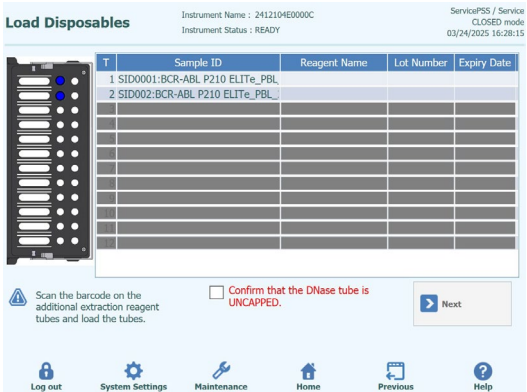 Load Disposables
Instrument Name : 2412104E0000C
Instrument Status : READY
ServicePSS / Service
CLOSED mode
03/24/2025 16:28:15
T Sample ID Reagent Name Lot Number Expiry Date
1 SID0001:BCR-ABL P210 ELITe_PBL_
2 SID002:BCR-ABL P210 ELITe_PBL_
3
4
5
6
7
8
9
10
11
12
Scan the barcode on the
additional extraction reagent
tubes and load the tubes.
Confirm that the DNase tube is
UNCAPPED.
Next
Log out System Settings Maintenance Home Previous Help